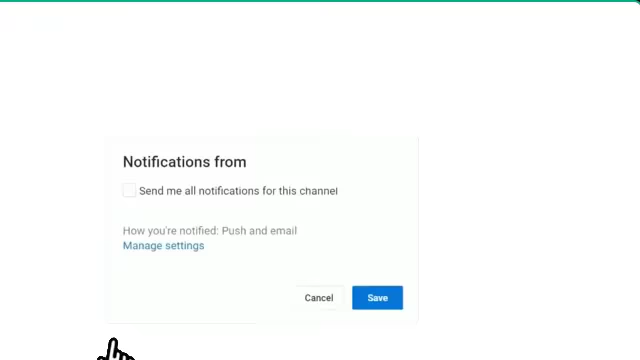 Notifications from
Send me all notifications for this channel
How you're notified: Push and email
Manage settings
Cancel
Save